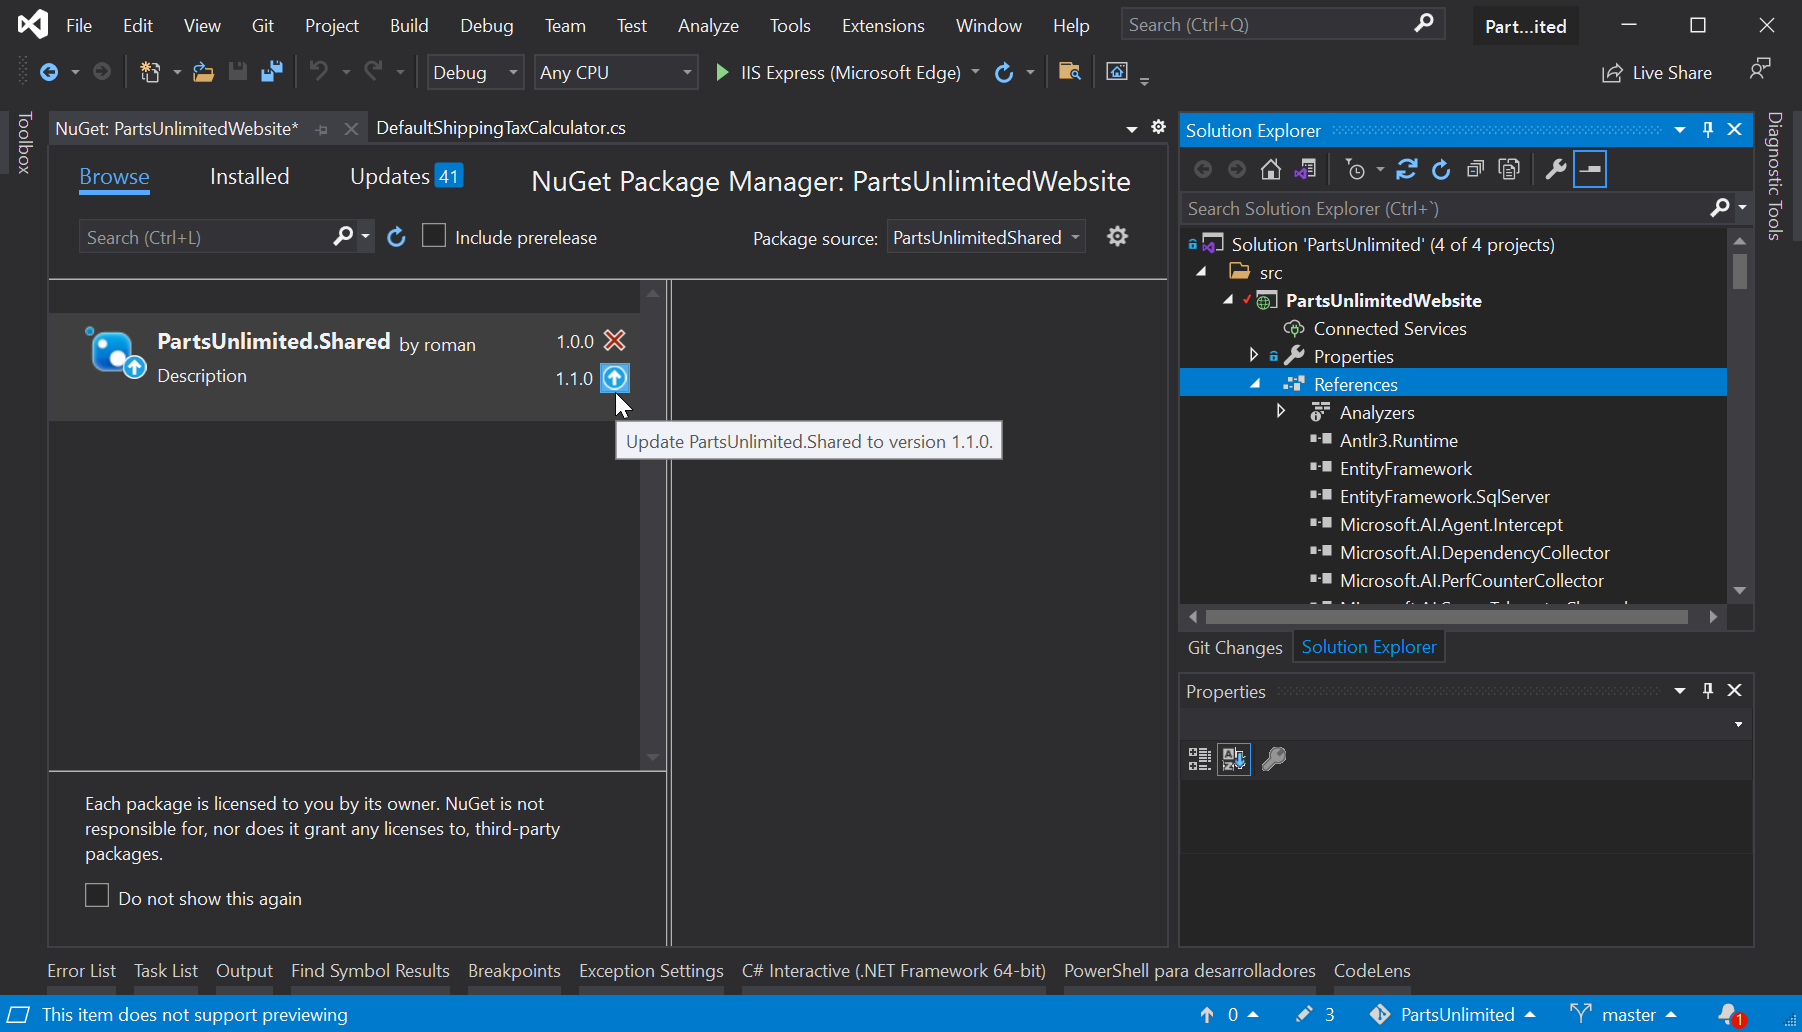 File Edit View Git Project Build Debug Team Test Analyze Tools Extensions Window Help Search (Ctrl+Q) Part...ited
Debug Any CPU IIS Express (Microsoft Edge) Live Share
Toolbox
NuGet: PartsUnlimitedWebsite* DefaultShippingTaxCalculator.cs
Browse Installed Updates 41 NuGet Package Manager: PartsUnlimitedWebsite
Search (Ctrl+L) Include prerelease Package source: PartsUnlimitedShared
PartsUnlimited.Shared by roman 1.0.0
Description 1.1.0
Update PartsUnlimited.Shared to version 1.1.0.
Each package is licensed to you by its owner. NuGet is not
responsible for, nor does it grant any licenses to, third-party
packages.
Do not show this again
Solution Explorer
Search Solution Explorer (Ctrl+`)
Solution 'PartsUnlimited' (4 of 4 projects)
src
PartsUnlimitedWebsite
Connected Services
Properties
References
Analyzers
Antlr3.Runtime
EntityFramework
EntityFramework.SqlServer
Microsoft.AI.Agent.Intercept
Microsoft.AI.DependencyCollector
Microsoft.AI.PerfCounterCollector
Git Changes Solution Explorer
Properties
Diagnostic Tools
Error List Task List Output Find Symbol Results Breakpoints Exception Settings C# Interactive (.NET Framework 64-bit) PowerShell para desarrolladores CodeLens
This item does not support previewing 0 3 PartsUnlimited master 1